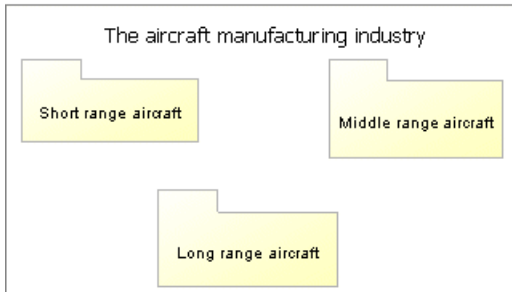 The aircraft manufacturing industry
Short range aircraft
Middle range aircraft
Long range aircraft